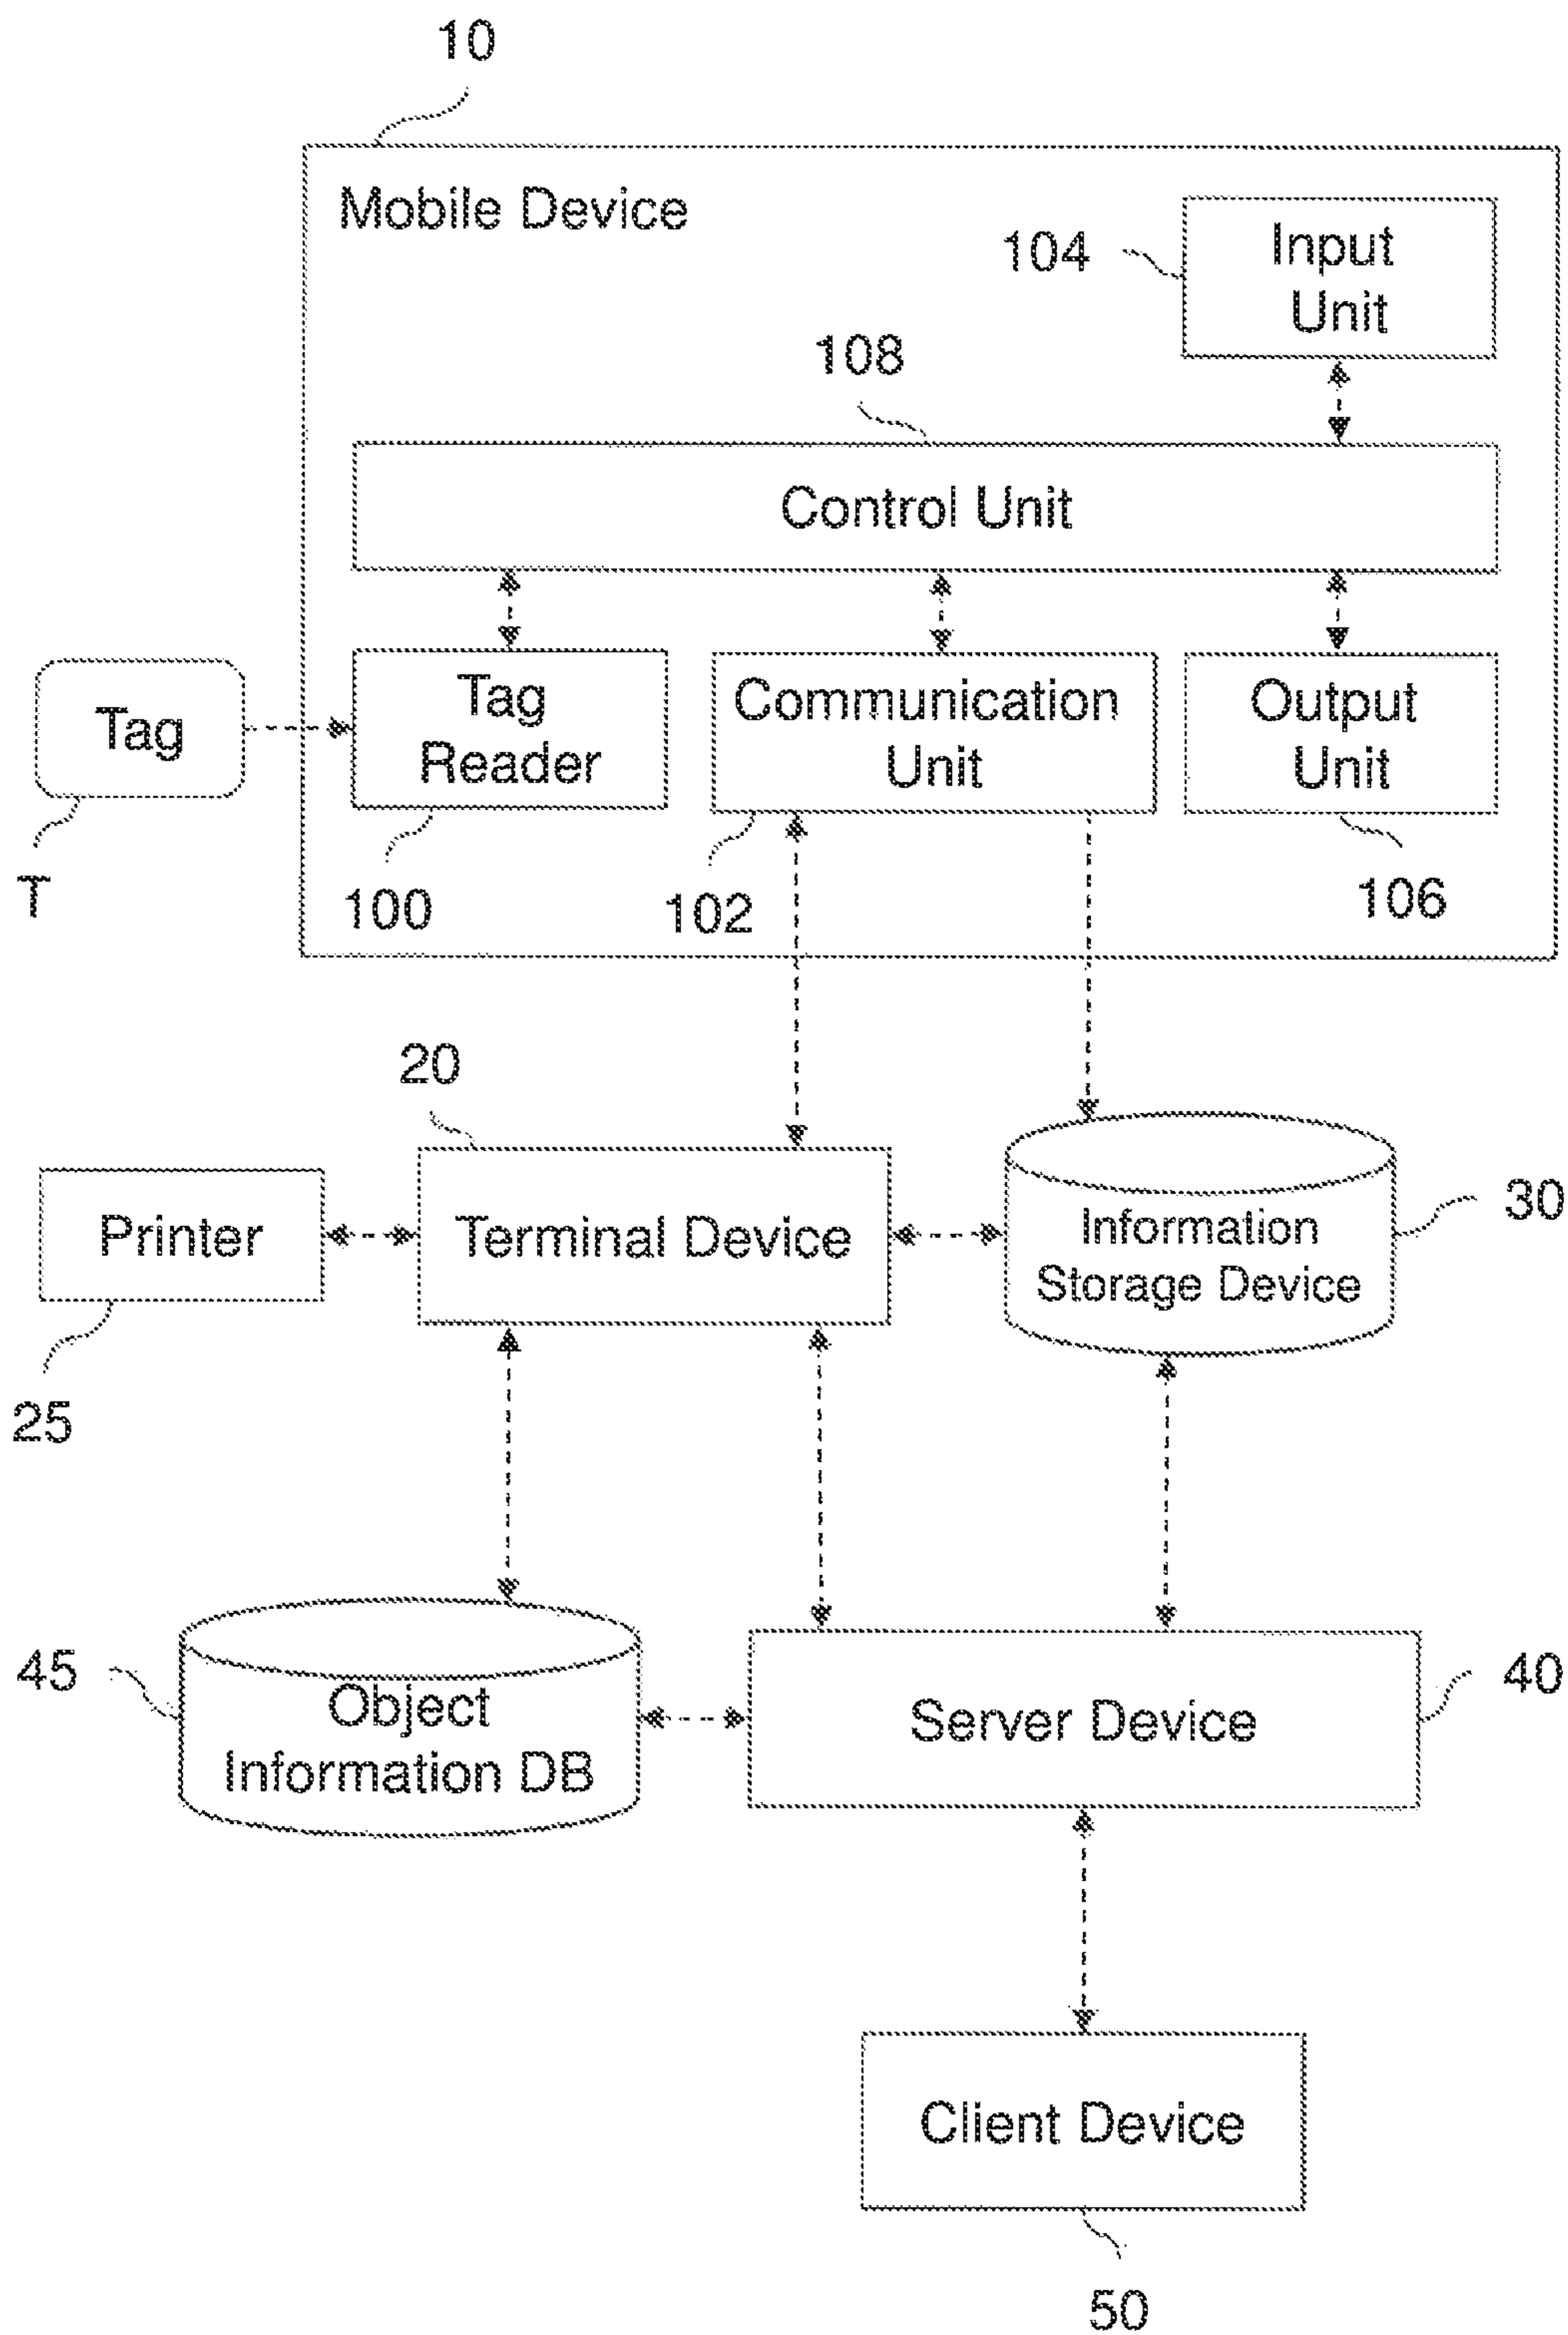 10
Mobile Device
104
Input
Unit
108
Control Unit
Tag
Tag
Reader
Communication
Unit
Output
Unit
T
100
102
106
20
Printer
Terminal Device
Information
Storage Device
30
25
45
Object
Information DB
Server Device
40
Client Device
50